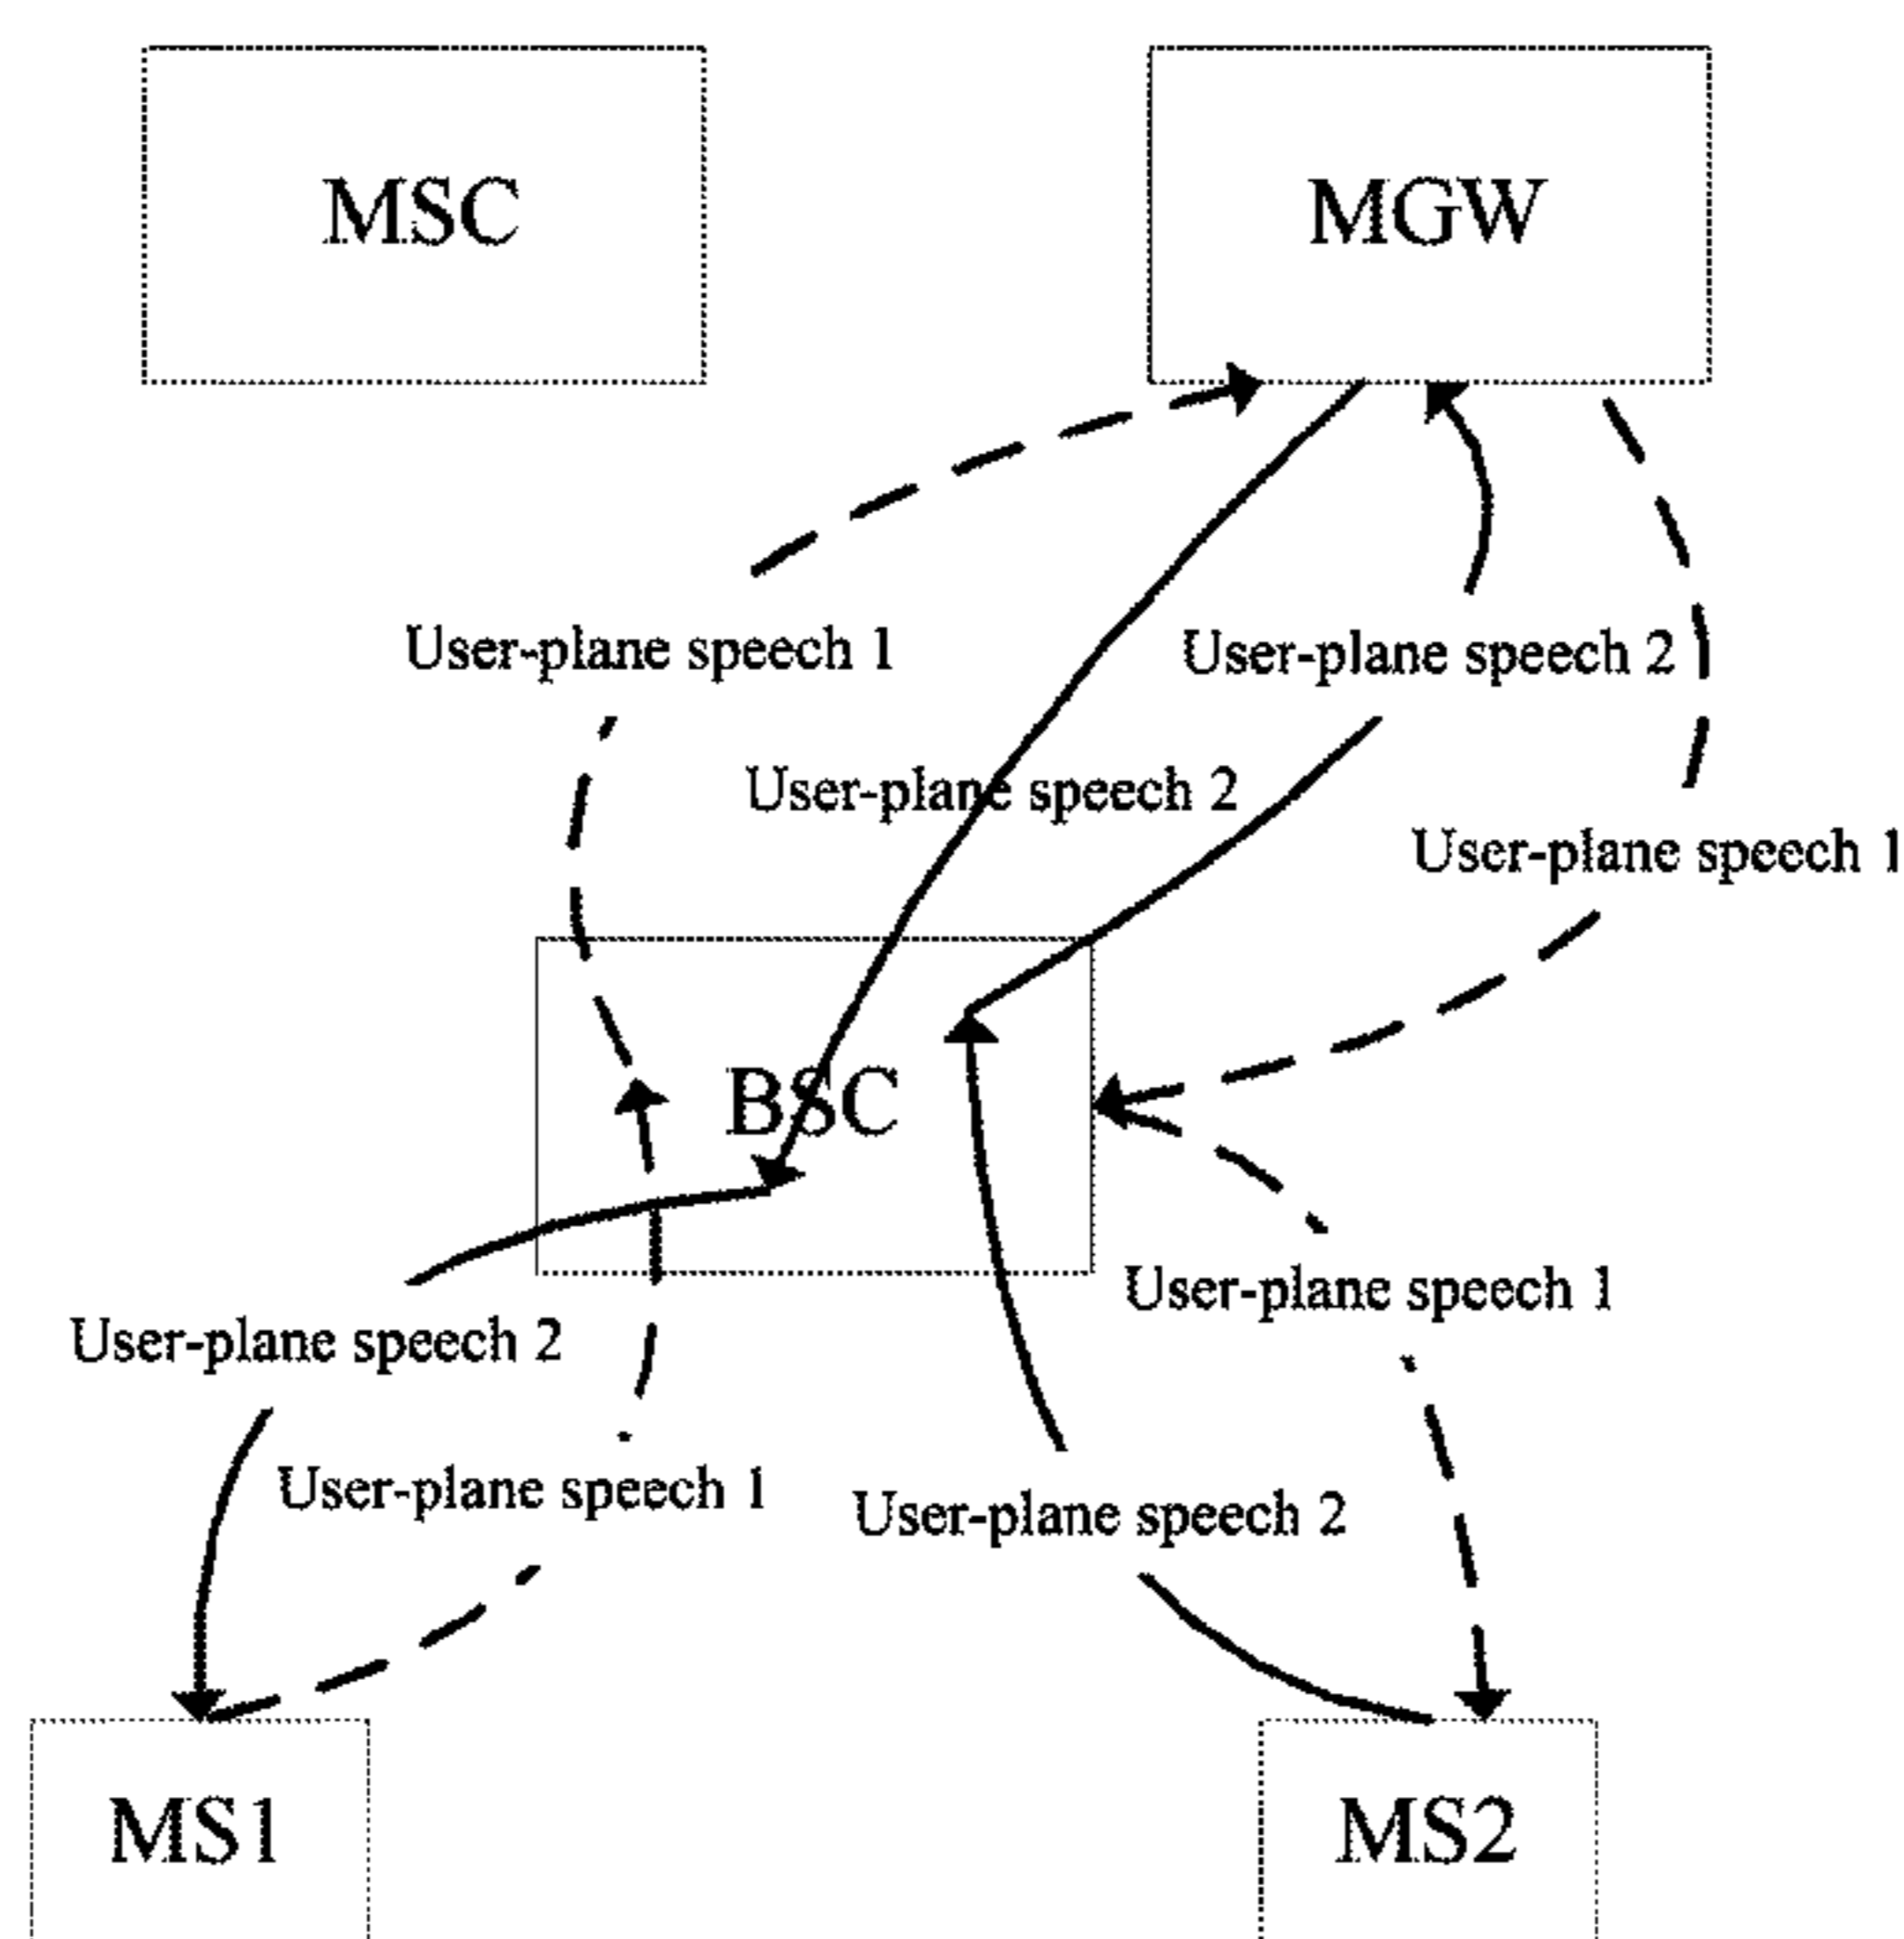 MSC
MGW
User-plane speech 1
User-plane speech 2
User-plane speech 2
User-plane speech 1
BSC
User-plane speech 1
User-plane speech 2
User-plane speech 1
User-plane speech 2
MS1
MS2